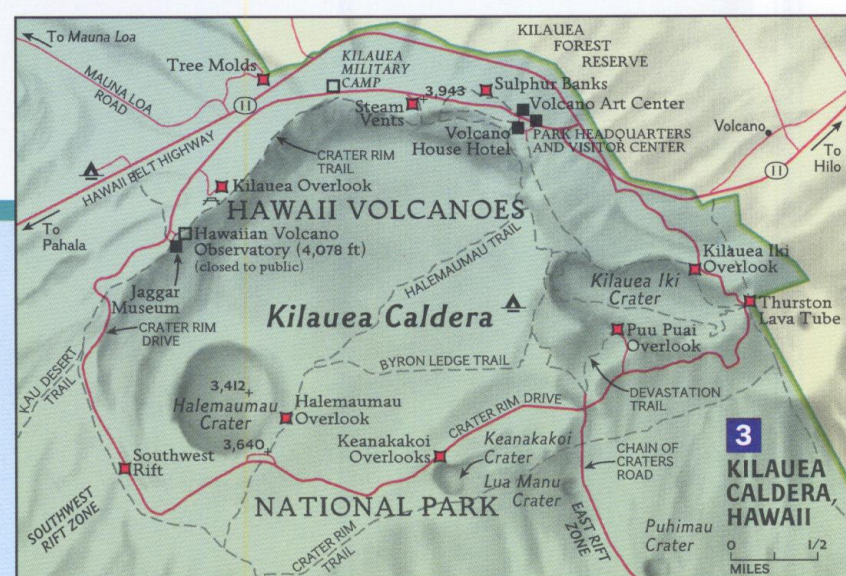 To Mauna Loa
MAUNA LOA
ROAD
Tree Molds
KILAUEA
MILITARY
CAMP
KILAUEA
FOREST
RESERVE
11
Steam
Vents
3,943
Sulphur Banks
Volcano Art Center
Volcano
House Hotel
PARK HEADQUARTERS
AND VISITOR CENTER
Volcano
To
Hilo
11
HAWAII BELT HIGHWAY
CRATER RIM
TRAIL
Kilauea Overlook
To
Pahala
HAWAII VOLCANOES
Hawaiian Volcano
Observatory (4,078 ft)
(closed to public)
Jaggar
Museum
HALEMAUMAU TRAIL
Kilauea Iki
Overlook
Kilauea Iki
Crater
Thurston
Lava Tube
CRATER RIM
DRIVE
Kilauea Caldera
Puu Puai
Overlook
KAU DESERT
TRAIL
BYRON LEDGE TRAIL
3,412
Halemaumau
Crater
Halemaumau
Overlook
DEVASTATION
TRAIL
CRATER RIM DRIVE
3,640
Keanakakoi
Overlooks
Keanakakoi
Crater
CHAIN OF
CRATERS
ROAD
Southwest
Rift
Lua Manu
Crater
NATIONAL PARK
SOUTHWEST
RIFT ZONE
CRATER RIM
TRAIL
EAST RIFT
ZONE
Puhimau
Crater
3
KILAUEA
CALDERA,
HAWAII
0 1/2
MILES